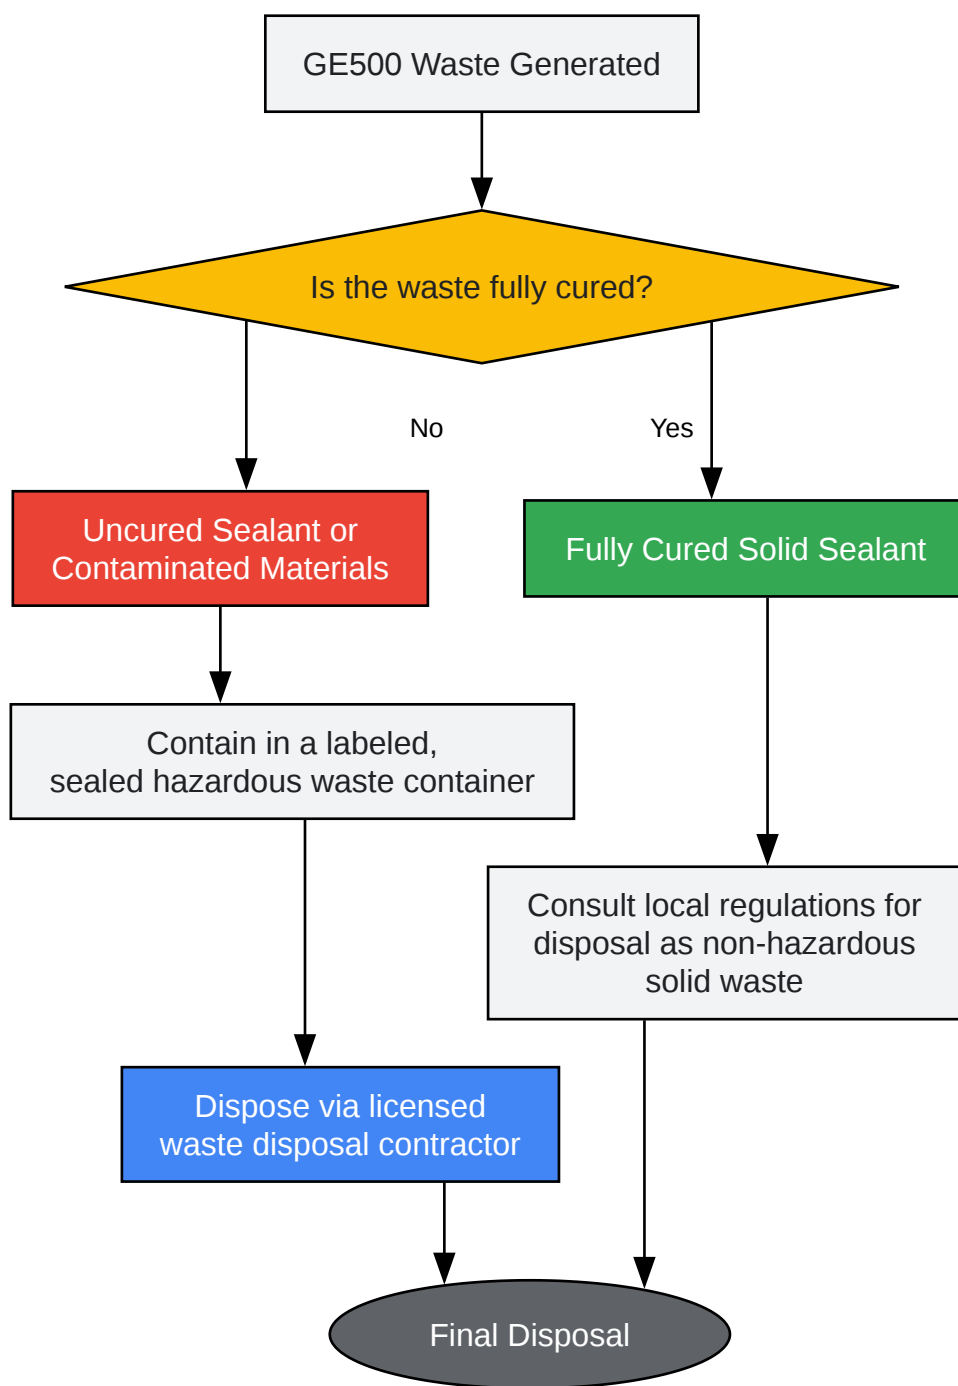 GE500 Waste Generated
Is the waste fully cured?
No
Yes
Uncured Sealant or
Contaminated Materials
Fully Cured Solid Sealant
Contain in a labeled,
sealed hazardous waste container
Consult local regulations for
disposal as non-hazardous
solid waste
Dispose via licensed
waste disposal contractor
Final Disposal